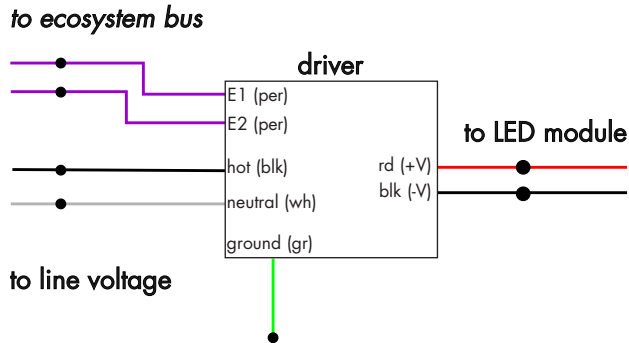 to ecosystem bus
driver
E1 (per)
E2 (per)
to LED module
hot (blk)
rd (+V)
blk (-V)
neutral (wh)
ground (gr)
to line voltage